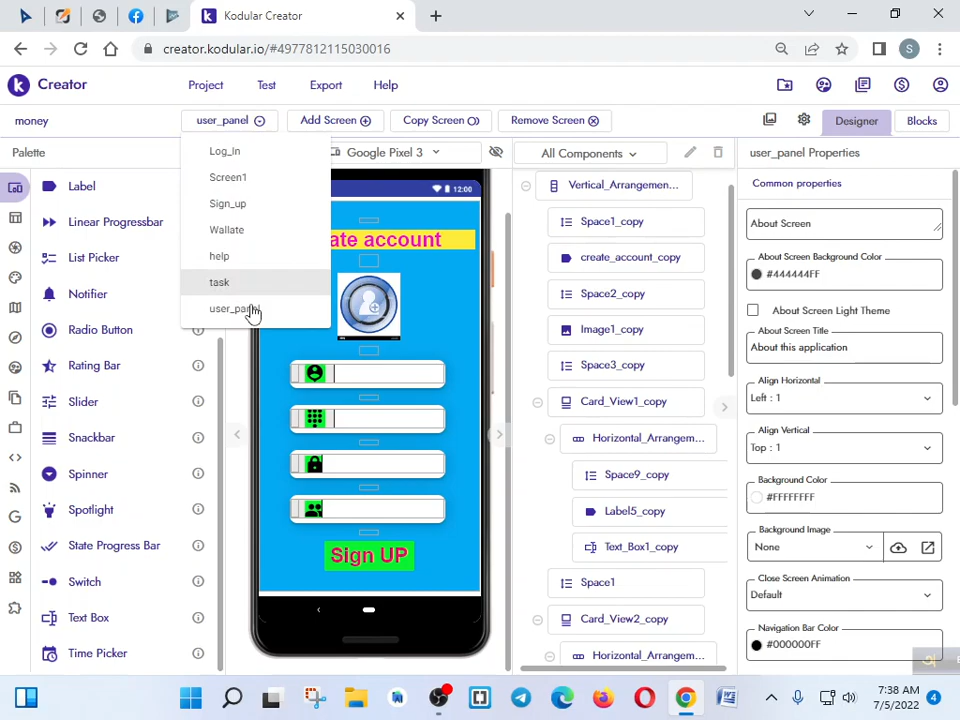 Kodular Creator
creator.kodular.io/#4977812115030016
S
Creator
Project
Test
Export
Help
money
user_panel
Add Screen
Copy Screen
Remove Screen
Designer
Blocks
Palette
Log_In
Screen1
Sign_up
Wallate
help
task
user_panel
Google Pixel 3
All Components
user_panel Properties
Label
Linear Progressbar
List Picker
Notifier
Radio Button
Rating Bar
Slider
Snackbar
Spinner
Spotlight
State Progress Bar
Switch
Text Box
Time Picker
12:00
ate account
Sign UP
Vertical_Arrangemen...
Space1_copy
create_account_copy
Space2_copy
Image1_copy
Space3_copy
Card_View1_copy
Horizontal_Arrangem...
Space9_copy
Label5_copy
Text_Box1_copy
Space1
Card_View2_copy
Horizontal_Arrangem...
Common properties
About Screen
About Screen Background Color
#444444FF
About Screen Light Theme
About Screen Title
About this application
Align Horizontal
Left : 1
Align Vertical
Top : 1
Background Color
#FFFFFFFF
Background Image
None
Close Screen Animation
Default
Navigation Bar Color
#000000FF
7:38 AM
7/5/2022
4